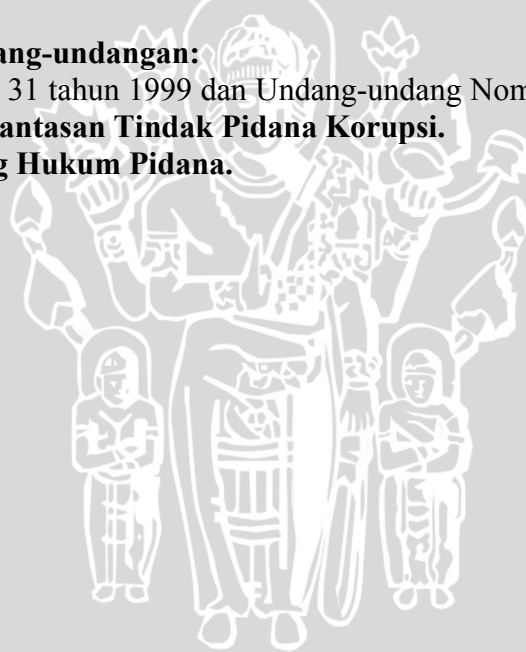 ang-undangan:
31 tahun 1999 dan Undang-undang Nom
antasan Tindak Pidana Korupsi.
g Hukum Pidana.